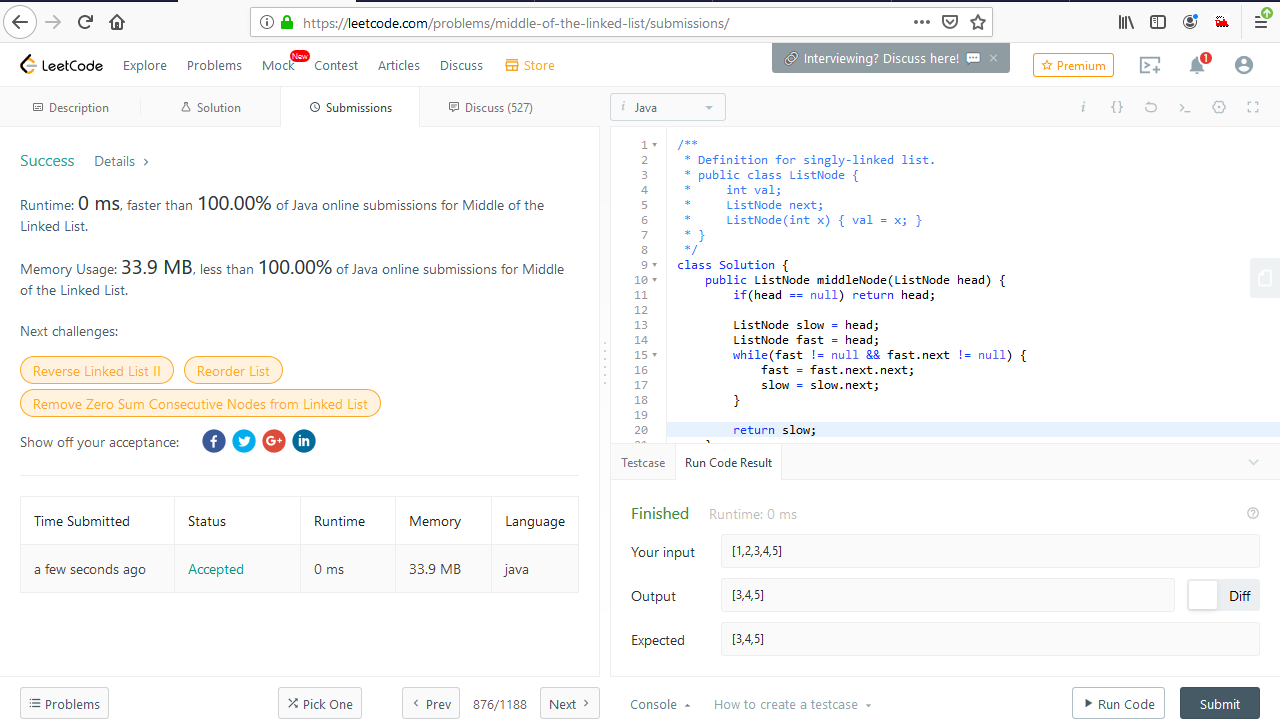 https://leetcode.com/problems/middle-of-the-linked-list/submissions/
LeetCode
Explore
Problems
Mock
New
Contest
Articles
Discuss
Store
Interviewing? Discuss here!
Premium
1
Description
Solution
Submissions
Discuss (527)
Success
Details
Runtime: 0 ms, faster than 100.00% of Java online submissions for Middle of the
Linked List.
Memory Usage: 33.9 MB, less than 100.00% of Java online submissions for Middle
of the Linked List.
Next challenges:
Reverse Linked List II
Reorder List
Remove Zero Sum Consecutive Nodes from Linked List
Show off your acceptance:
Time Submitted Status Runtime Memory Language
a few seconds ago Accepted 0 ms 33.9 MB java
Problems
Pick One
Prev
876/1188
Next
i Java
1 /**
2  * Definition for singly-linked list.
3  * public class ListNode {
4  *     int val;
5  *     ListNode next;
6  *     ListNode(int x) { val = x; }
7  * }
8  */
9 class Solution {
10     public ListNode middleNode(ListNode head) {
11         if(head == null) return head;
12
13         ListNode slow = head;
14         ListNode fast = head;
15         while(fast != null && fast.next != null) {
16             fast = fast.next.next;
17             slow = slow.next;
18         }
19
20         return slow;
Testcase
Run Code Result
Finished
Runtime: 0 ms
Your input
[1,2,3,4,5]
Output
[3,4,5]
Diff
Expected
[3,4,5]
Console
How to create a testcase
Run Code
Submit